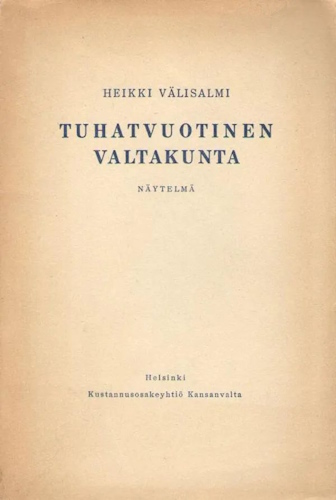 HEIKKI VÄLISALMI
TUHATVUOTINEN
VALTAKUNTA
NÄYTELMÄ
Helsinki
Kustannusosakeyhtiö Kansanvalta